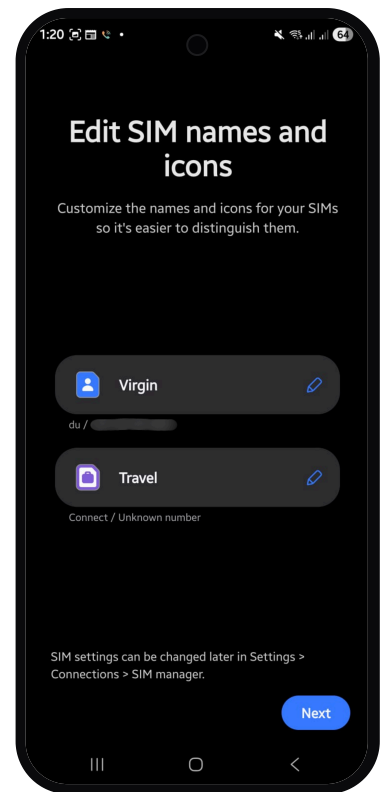 1:20 64
Edit SIM names and
icons
Customize the names and icons for your SIMs
so it's easier to distinguish them.
Virgin
du /
Travel
Connect / Unknown number
SIM settings can be changed later in Settings >
Connections > SIM manager.
Next